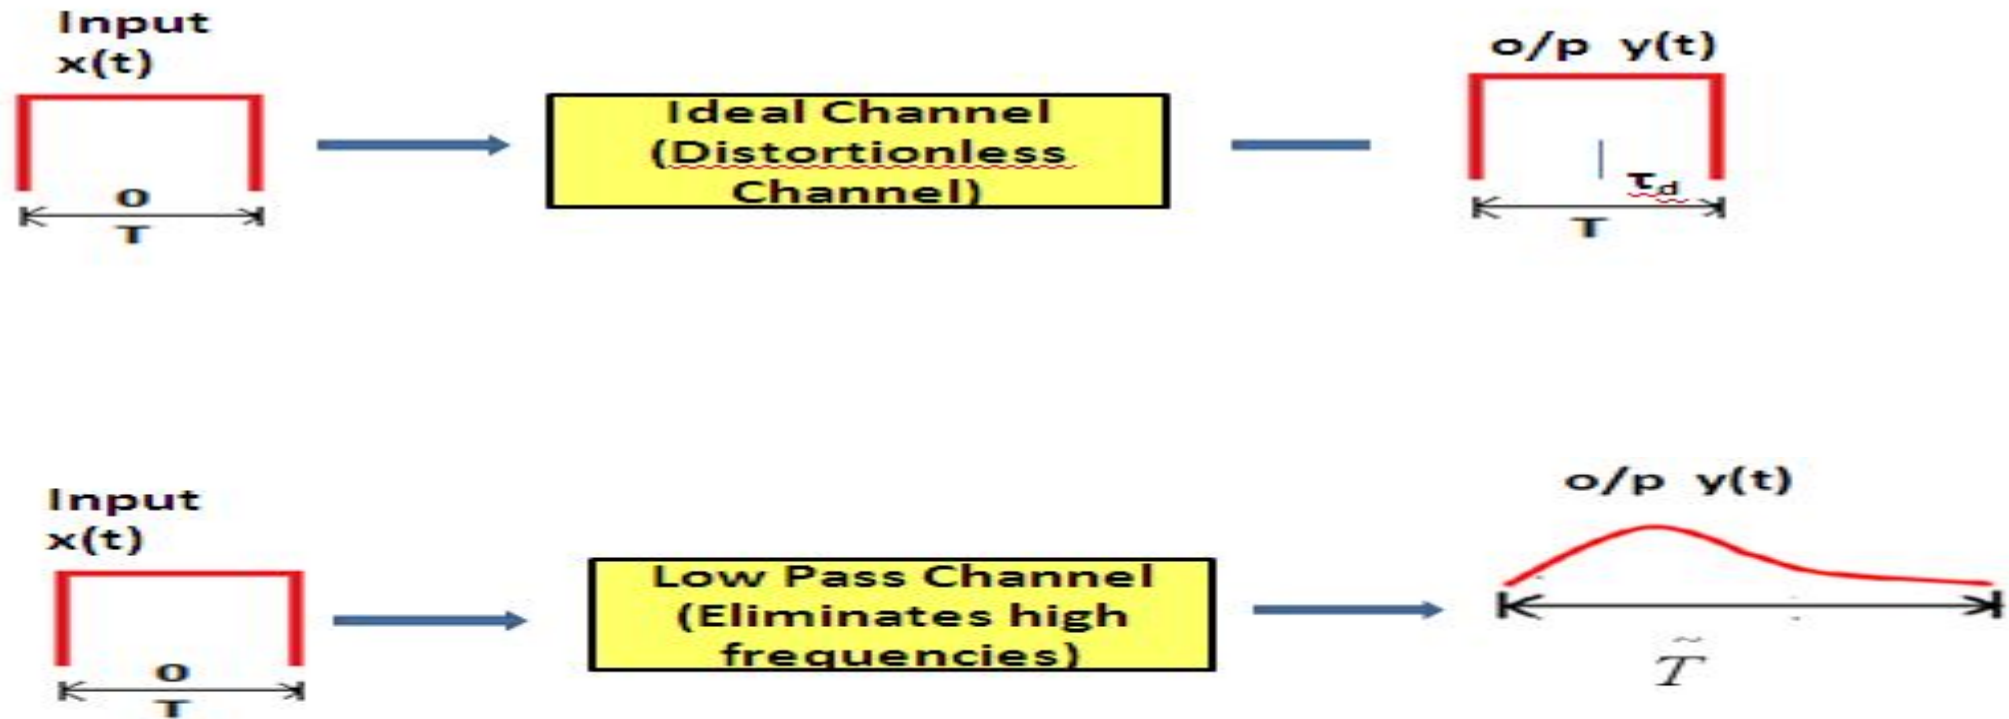 Input
x(t)
0
T
Ideal Channel
(Distortionless
Channel)
o/p y(t)
τd
T
Input
x(t)
0
T
Low Pass Channel
(Eliminates high
frequencies)
o/p y(t)
T̃